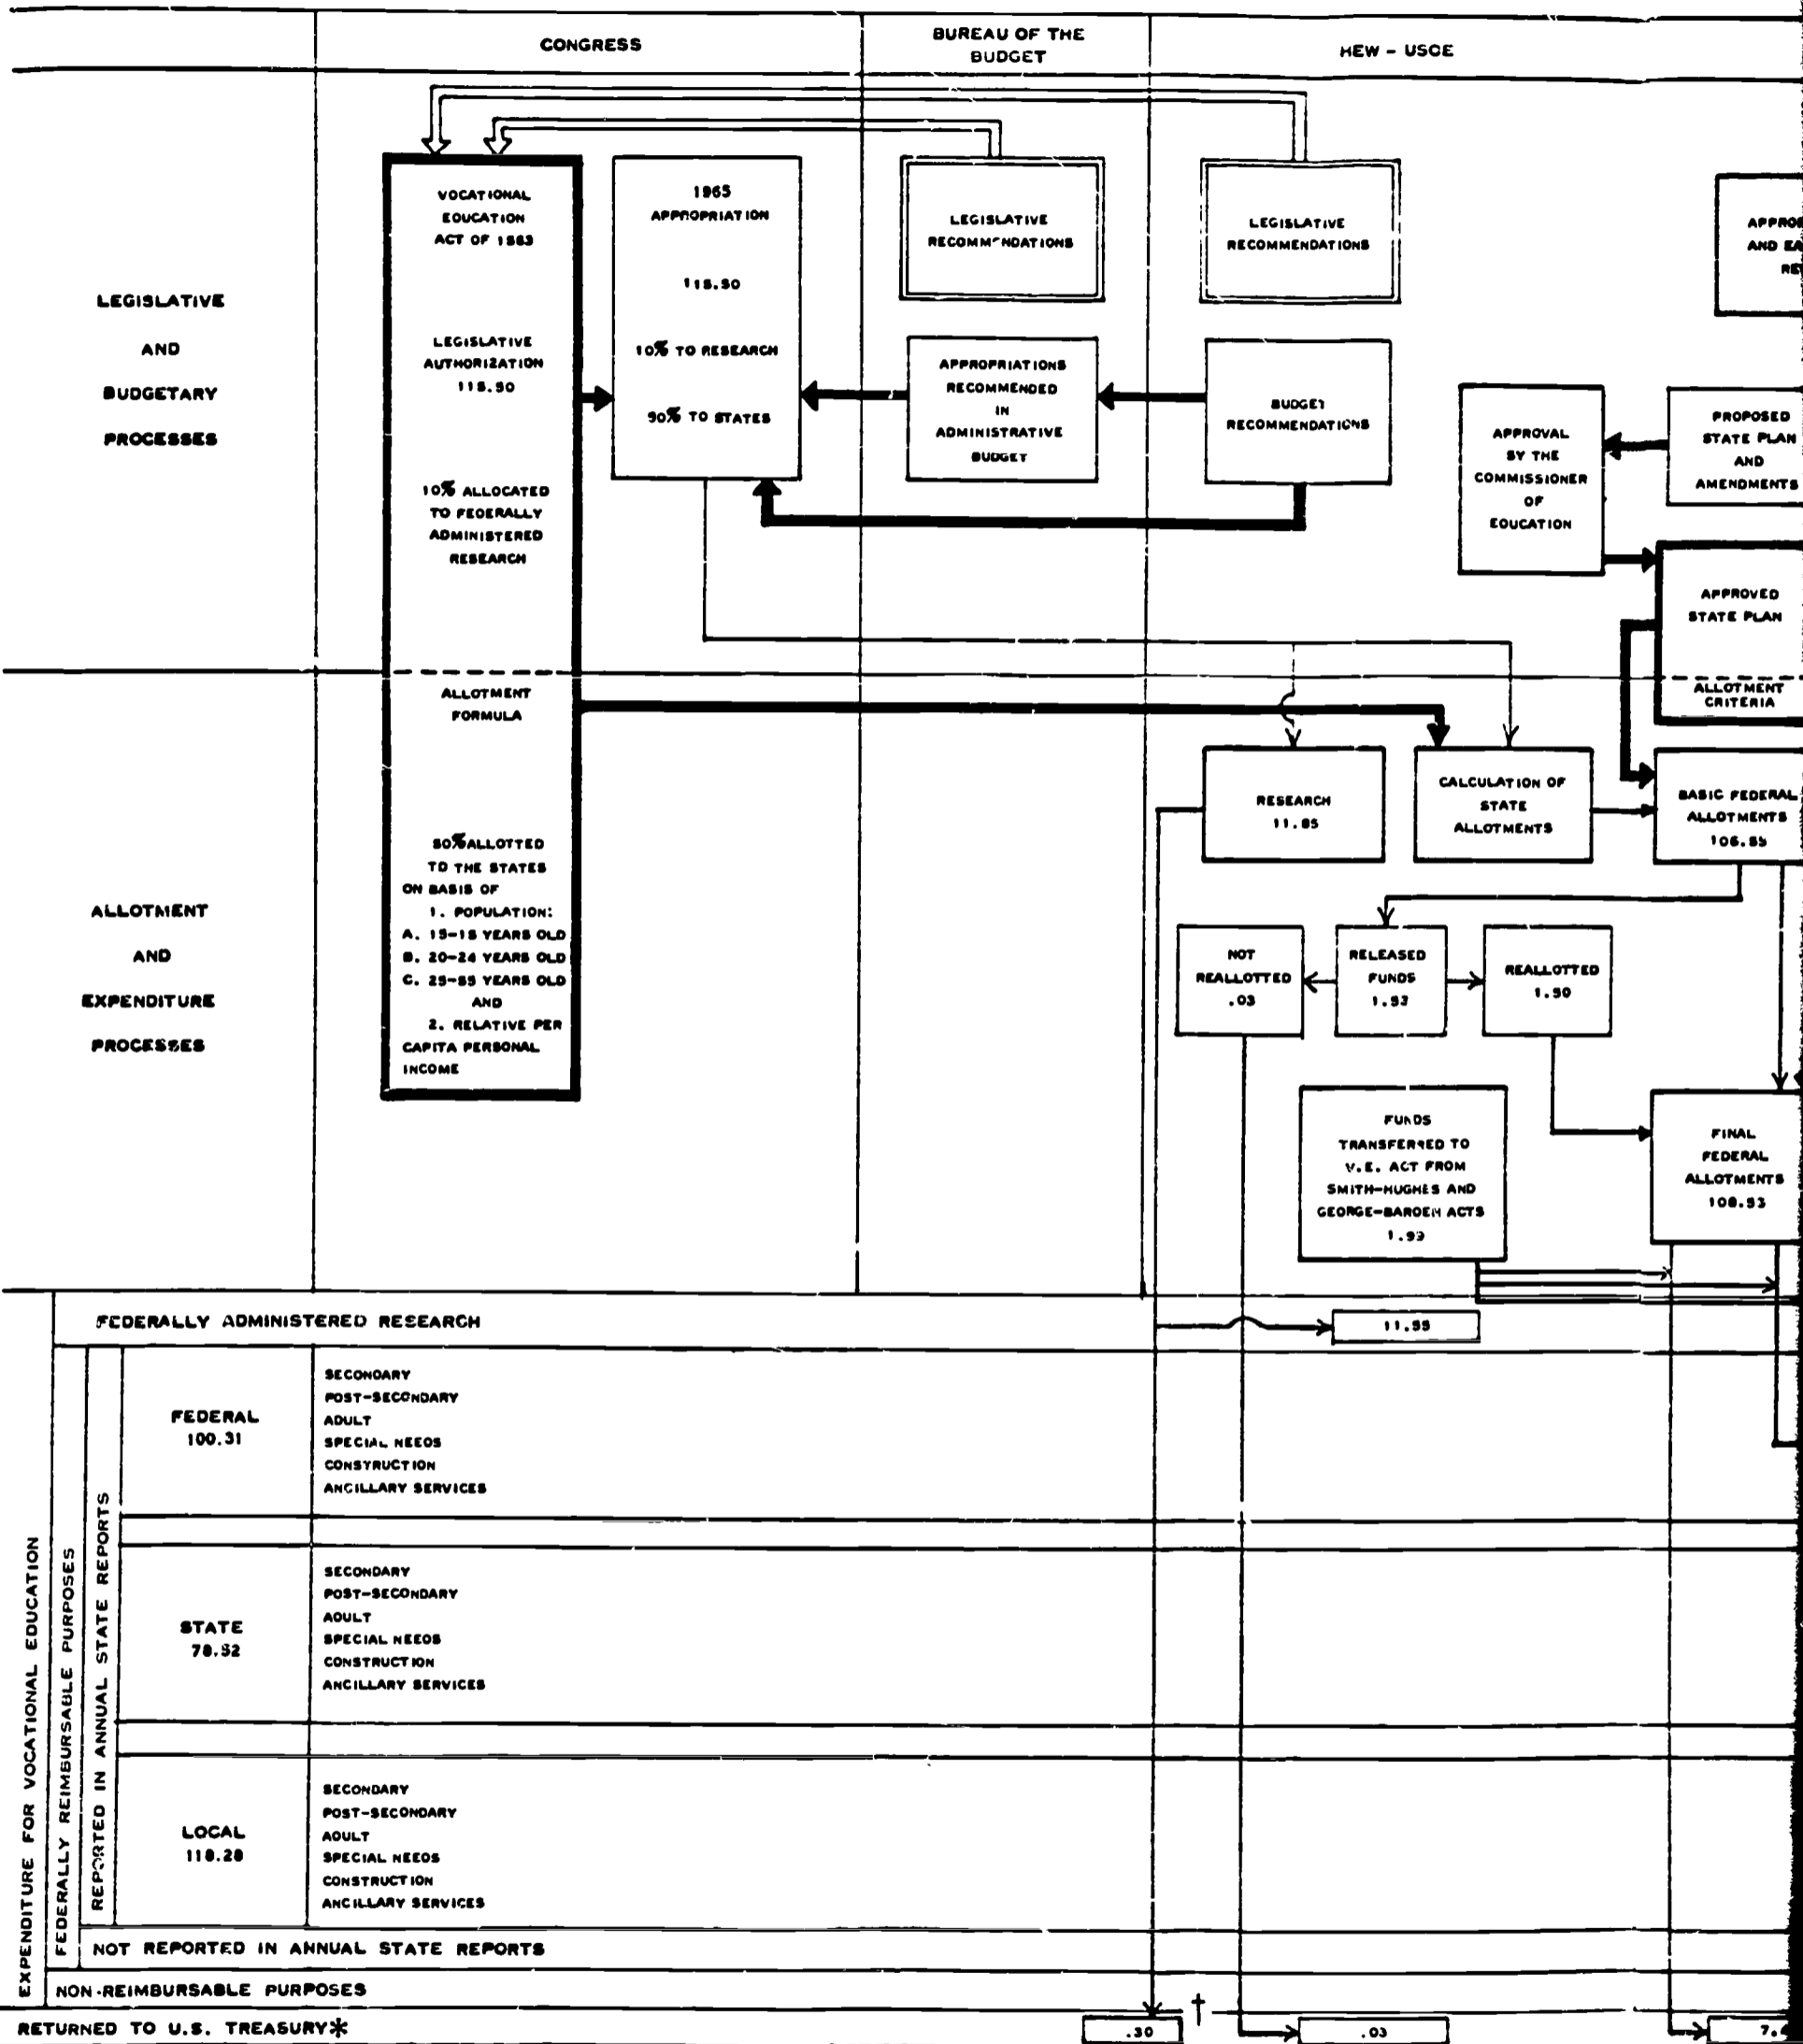 CONGRESS
BUREAU OF THE
BUDGET
HEW - USOE
LEGISLATIVE
AND
BUDGETARY
PROCESSES
VOCATIONAL
EDUCATION
ACT OF 1963
LEGISLATIVE
AUTHORIZATION
118.50
10% ALLOCATED
TO FEDERALLY
ADMINISTERED
RESEARCH
1965
APPROPRIATION
118.50
10% TO RESEARCH
90% TO STATES
LEGISLATIVE
RECOMMENDATIONS
APPROPRIATIONS
RECOMMENDED
IN
ADMINISTRATIVE
BUDGET
LEGISLATIVE
RECOMMENDATIONS
BUDGET
RECOMMENDATIONS
AND
APPROVAL
BY THE
COMMISSIONER
OF
EDUCATION
PROPOSED
STATE PLAN
AND
AMENDMENTS
APPROVED
STATE PLAN
ALLOTMENT
CRITERIA
ALLOTMENT
AND
EXPENDITURE
PROCESSES
ALLOTMENT
FORMULA
90% ALLOTTED
TO THE STATES
ON BASIS OF
1. POPULATION:
A. 15-19 YEARS OLD
B. 20-24 YEARS OLD
C. 25-65 YEARS OLD
AND
2. RELATIVE PER
CAPITA PERSONAL
INCOME
RESEARCH
11.85
CALCULATION OF
STATE
ALLOTMENTS
BASIC FEDERAL
ALLOTMENTS
106.65
NOT
REALLOTTED
.03
RELEASED
FUNDS
1.53
REALLOTTED
1.50
FUNDS
TRANSFERRED TO
V.E. ACT FROM
SMITH-HUGHES AND
GEORGE-BARDEN ACTS
FINAL
FEDERAL
ALLOTMENTS
EXPENDITURE FOR VOCATIONAL EDUCATION
FEDERALLY REIMBURSABLE PURPOSES
REPORTED IN ANNUAL STATE REPORTS
FEDERALLY ADMINISTERED RESEARCH
11.55
FEDERAL
100.31
SECONDARY
POST-SECONDARY
ADULT
SPECIAL NEEDS
CONSTRUCTION
ANCILLARY SERVICES
STATE
78.52
SECONDARY
POST-SECONDARY
ADULT
SPECIAL NEEDS
CONSTRUCTION
ANCILLARY SERVICES
LOCAL
118.28
SECONDARY
POST-SECONDARY
ADULT
SPECIAL NEEDS
CONSTRUCTION
ANCILLARY SERVICES
NOT REPORTED IN ANNUAL STATE REPORTS
NON-REIMBURSABLE PURPOSES
RETURNED TO U.S. TREASURY*
.30
†
.03